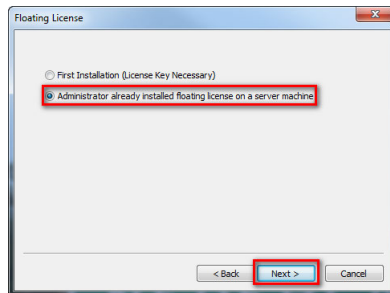 Floating License
First Installation (License Key Necessary)
Administrator already installed floating license on a server machine
< Back Next > Cancel